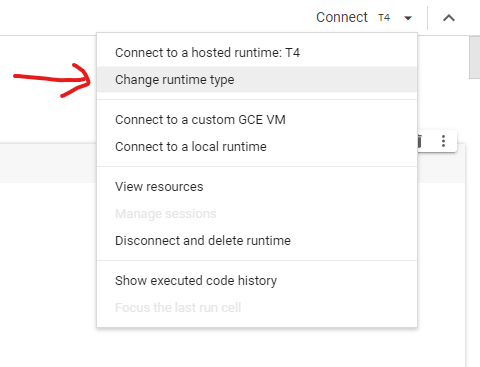 Connect T4
Connect to a hosted runtime: T4
Change runtime type
Connect to a custom GCE VM
Connect to a local runtime
View resources
Manage sessions
Disconnect and delete runtime
Show executed code history
Focus the last run cell